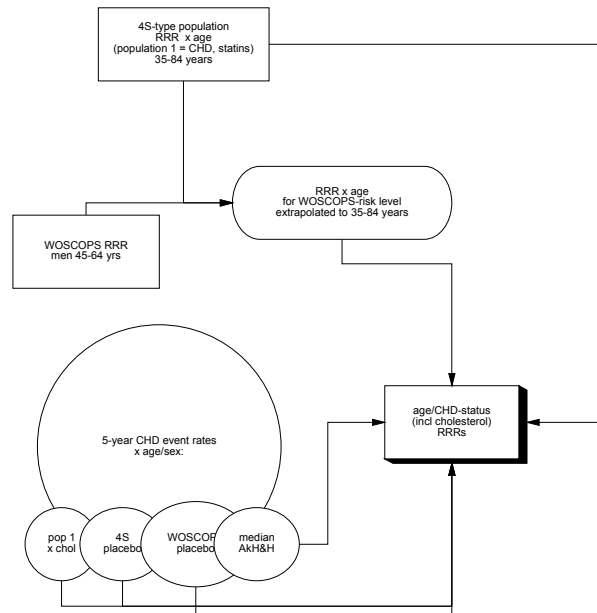 4S-type population
RRR x age
(population 1 = CHD, statins)
35-84 years
RRR x age
for WOSCOPS-risk level
extrapolated to 35-84 years
WOSCOPS RRR
men 45-64 yrs
age/CHD-status
(incl cholesterol)
RRRs
5-year CHD event rates
x age/sex:
pop 1
x chol
4S
placebo
WOSCOP
placebo
median
AkH&H